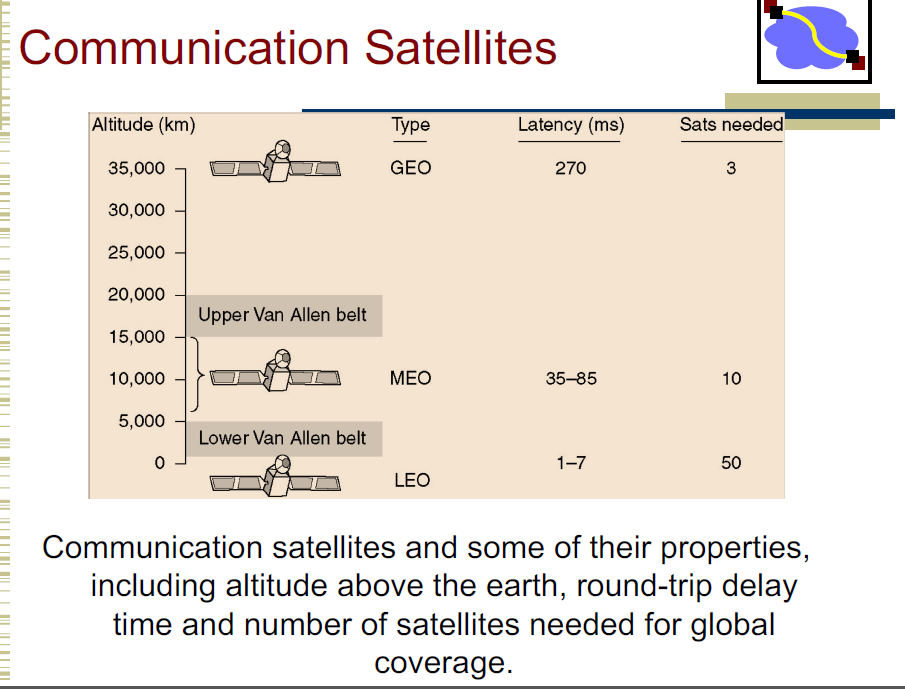 Communication Satellites
Altitude (km) Type Latency (ms) Sats needed
35,000 GEO 270 3
30,000
25,000
20,000
Upper Van Allen belt
15,000
10,000 MEO 35–85 10
5,000
Lower Van Allen belt
0 1–7 50
LEO
Communication satellites and some of their properties,
including altitude above the earth, round-trip delay
time and number of satellites needed for global
coverage.